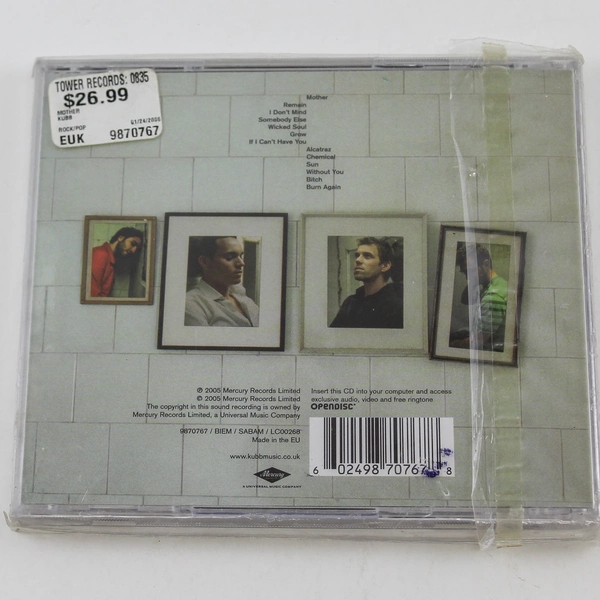 TOWER RECORDS: 0835
$26.99
MOTHER
KUBB
ROCK/POP 01/24/2006
EUK 9870767
Mother
Remain
I Don't Mind
Somebody Else
Wicked Soul
Grow
If I Can't Have You
Alcatraz
Chemical
Sun
Without You
Bitch
Burn Again
℗ 2005 Mercury Records Limited
© 2005 Mercury Records Limited
The copyright in this sound recording is owned by
Mercury Records Limited, a Universal Music Company
9870767 / BIEM / SABAM / LC00268
Made in the EU
www.kubbmusic.co.uk
Mercury
A UNIVERSAL MUSIC COMPANY
Insert this CD into your computer and access
exclusive audio, video and free ringtone
OPENDISC
6 02498 70767 8